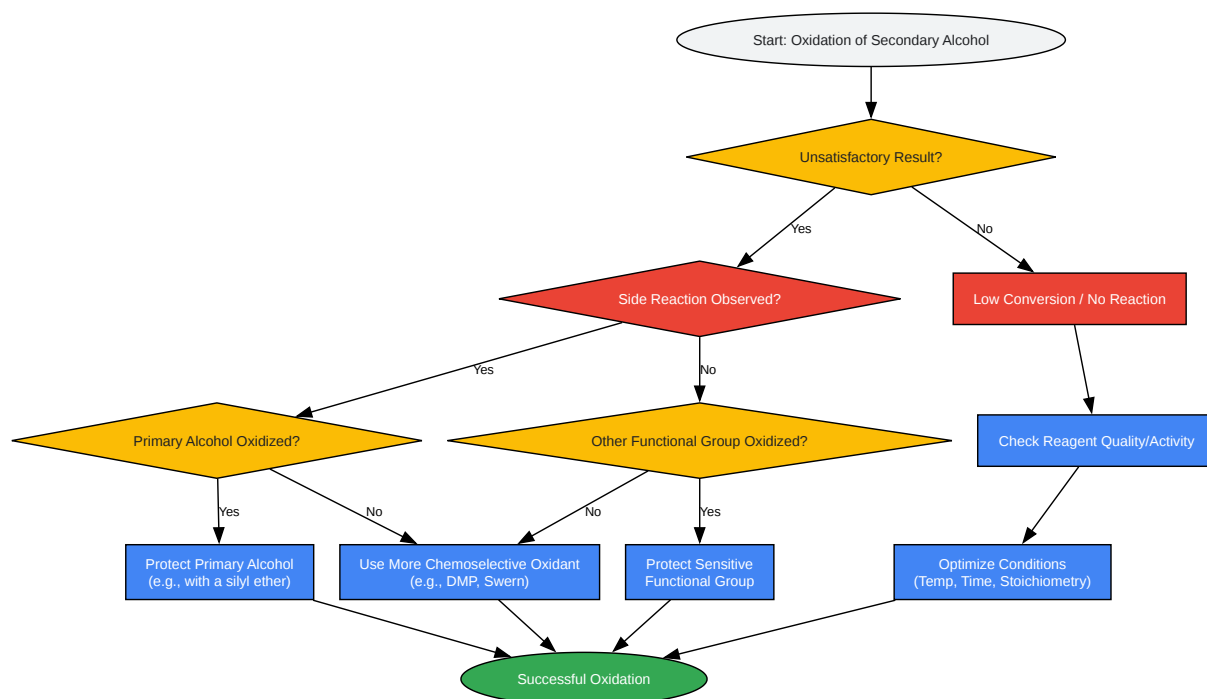 Start: Oxidation of Secondary Alcohol
Unsatisfactory Result?
Yes
No
Side Reaction Observed?
Low Conversion / No Reaction
Yes
No
Primary Alcohol Oxidized?
Other Functional Group Oxidized?
Check Reagent Quality/Activity
Yes
No
No
Yes
Protect Primary Alcohol
(e.g., with a silyl ether)
Use More Chemoselective Oxidant
(e.g., DMP, Swern)
Protect Sensitive
Functional Group
Optimize Conditions
(Temp, Time, Stoichiometry)
Successful Oxidation